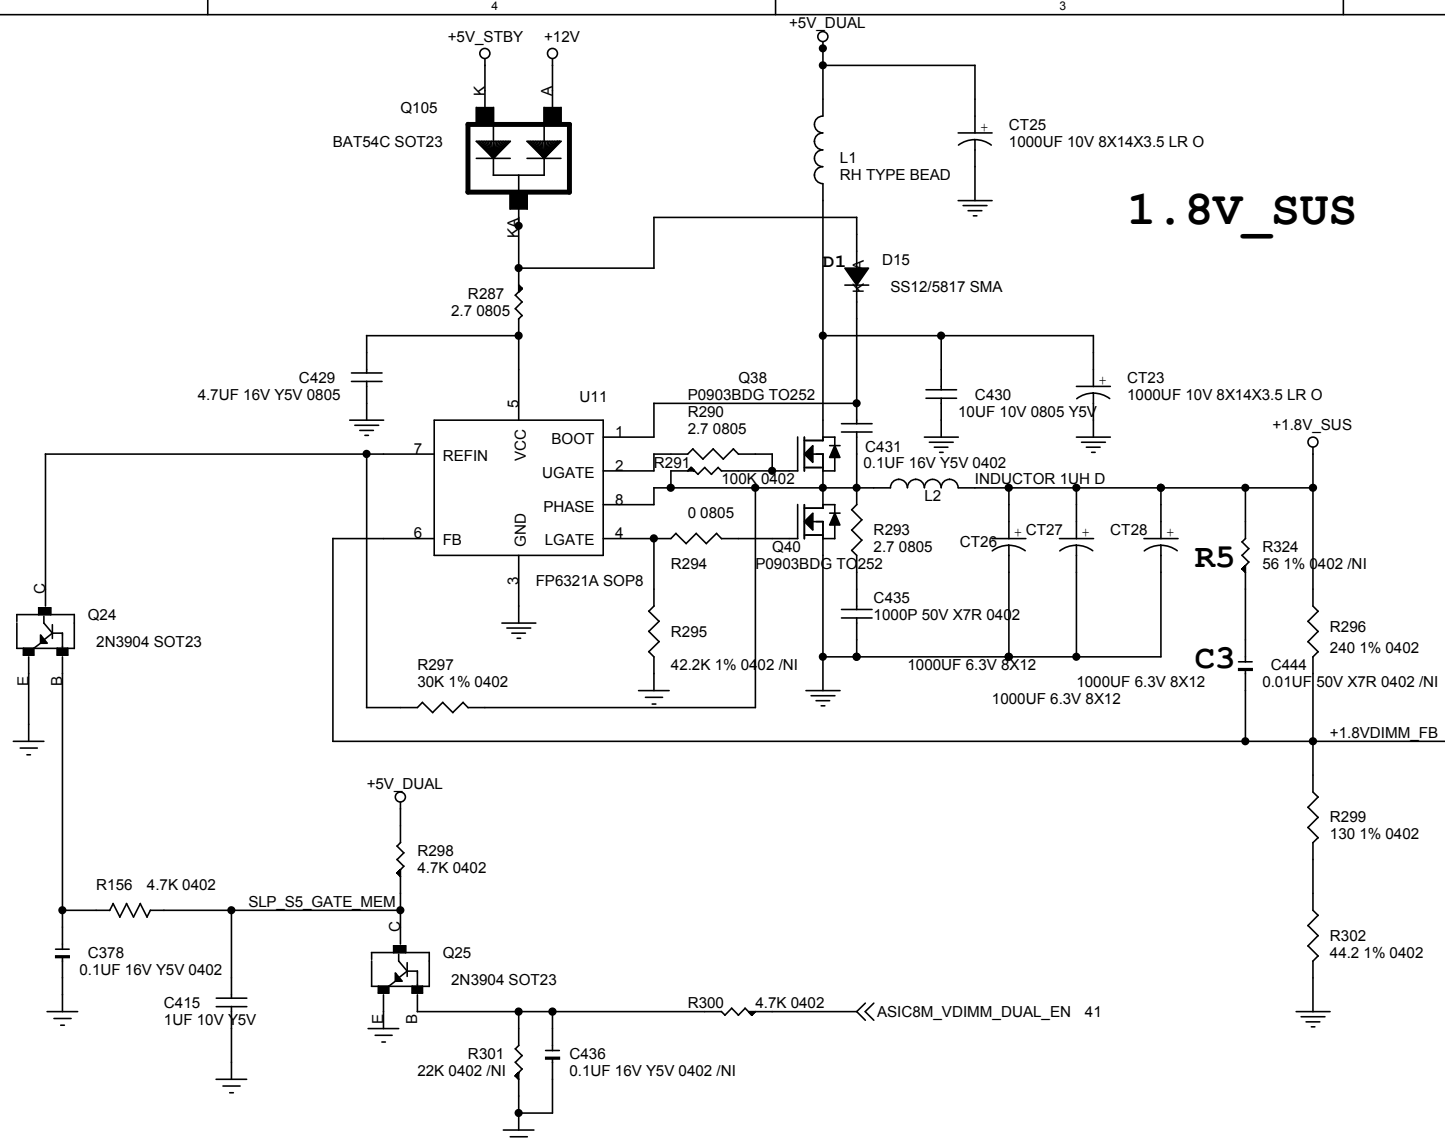 4
3
+5V_STBY
+12V
+5V_DUAL
K
A
Q105
BAT54C SOT23
KA
CT25
1000UF 10V 8X14X3.5 LR O
L1
RH TYPE BEAD
1.8V_SUS
D1
A
D15
SS12/5817 SMA
R287
2.7 0805
C429
4.7UF 16V Y5V 0805
U11
Q38
P0903BDG TO252
R290
2.7 0805
C430
10UF 10V 0805 Y5V
CT23
1000UF 10V 8X14X3.5 LR O
+1.8V_SUS
5
VCC
7
REFIN
BOOT
1
UGATE
2
PHASE
8
6
FB
GND
LGATE
4
3
FP6321A SOP8
R291
100K 0402
C431
0.1UF 16V Y5V 0402
INDUCTOR 1UH D
L2
0 0805
R294
Q40
P0903BDG TO252
R293
2.7 0805
CT26
CT27
CT28
R5
R324
56 1% 0402 /NI
C435
1000P 50V X7R 0402
C
Q24
2N3904 SOT23
E
B
R295
42.2K 1% 0402 /NI
R297
30K 1% 0402
1000UF 6.3V 8X12
1000UF 6.3V 8X12
1000UF 6.3V 8X12
C3
C444
0.01UF 50V X7R 0402 /NI
R296
240 1% 0402
+1.8VDIMM_FB
+5V_DUAL
R298
4.7K 0402
R299
130 1% 0402
R156 4.7K 0402
SLP_S5_GATE_MEM
C
Q25
2N3904 SOT23
E
B
C378
0.1UF 16V Y5V 0402
C415
1UF 10V Y5V
R302
44.2 1% 0402
R300 4.7K 0402
ASIC8M_VDIMM_DUAL_EN 41
R301
22K 0402 /NI
C436
0.1UF 16V Y5V 0402 /NI